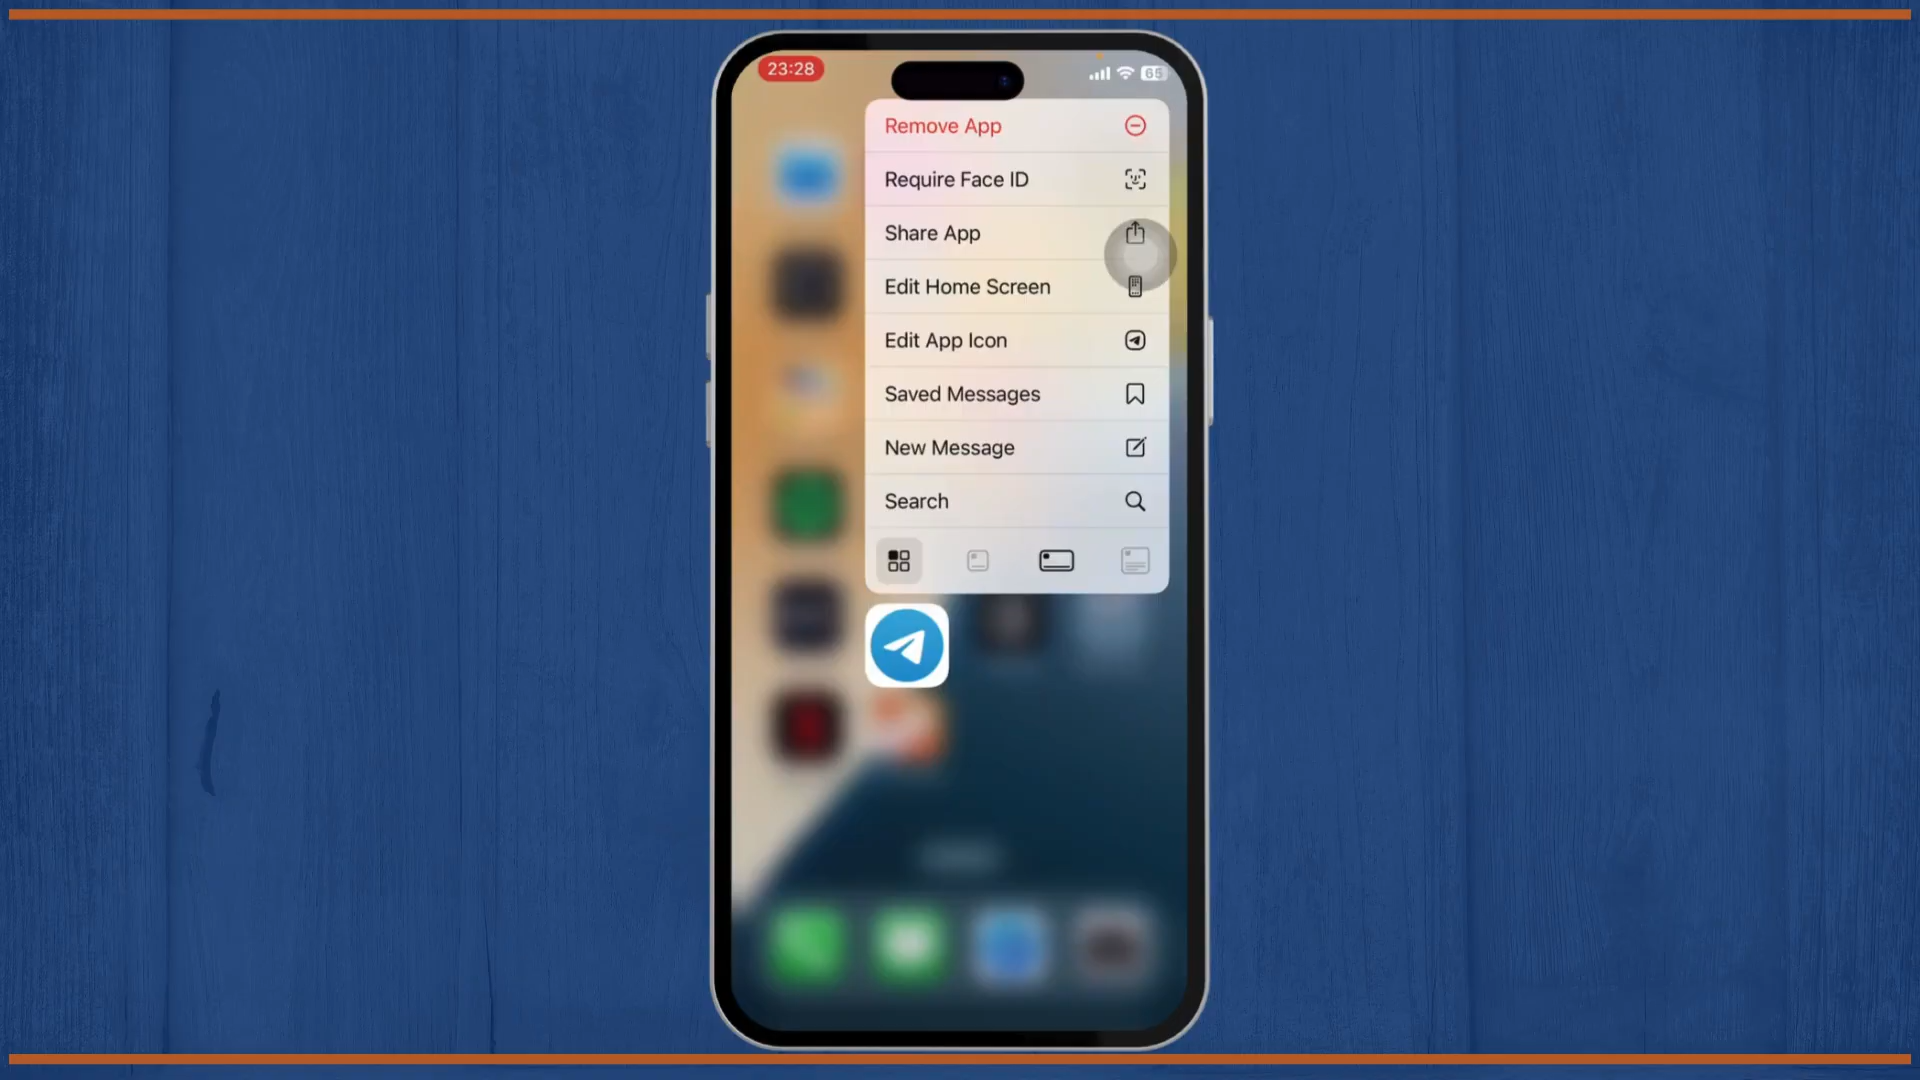 23:28
65
Remove App
Require Face ID
Share App
Edit Home Screen
Edit App Icon
Saved Messages
New Message
Search